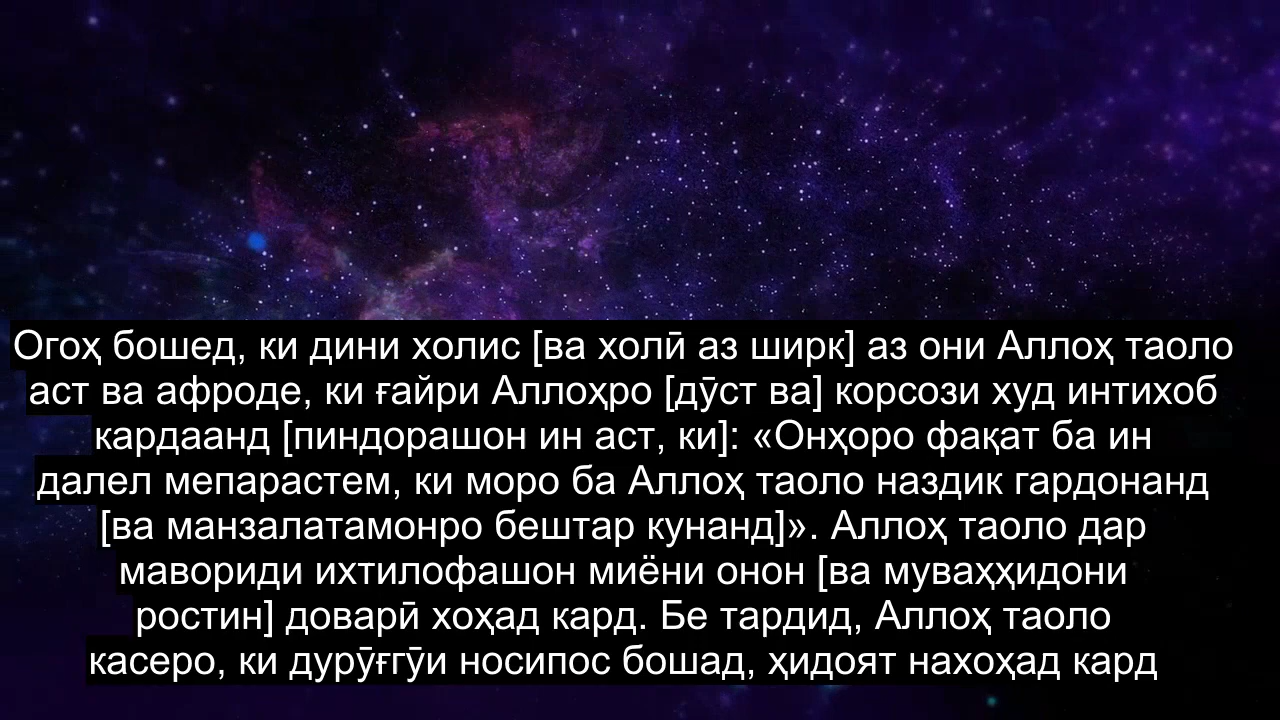 Огоҳ бошед, ки дини холис [ва холӣ аз ширк] аз они Аллоҳ таоло
аст ва афроде, ки ғайри Аллоҳро [дӯст ва] корсози худ интихоб
кардаанд [пиндорашон ин аст, ки]: «Онҳоро фақат ба ин
далел мепарастем, ки моро ба Аллоҳ таоло наздик гардонанд
[ва манзалатамонро бештар кунанд]». Аллоҳ таоло дар
мавориди ихтилофашон миёни онон [ва муваҳҳидони
ростин] доварӣ хоҳад кард. Бе тардид, Аллоҳ таоло
касеро, ки дурӯғгӯи носипос бошад, ҳидоят нахоҳад кард